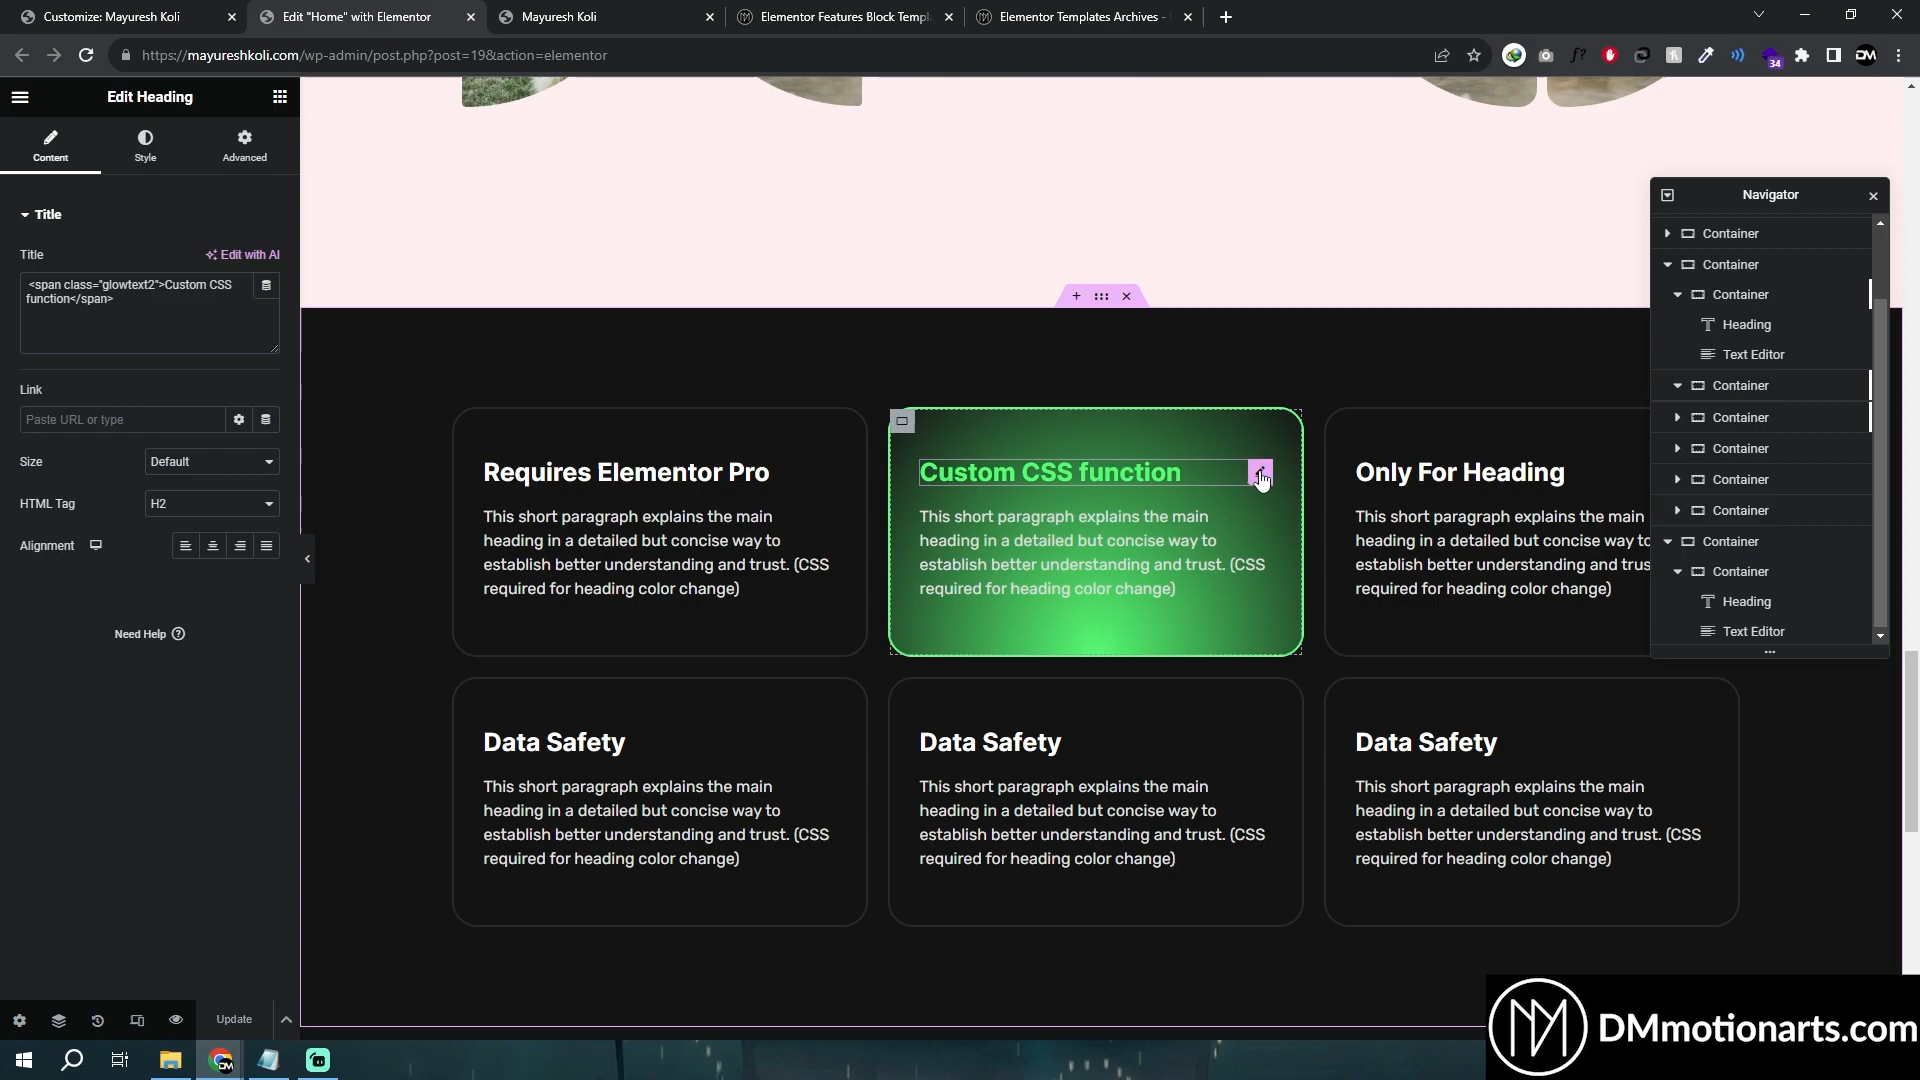 Customize: Mayuresh Koli
Edit "Home" with Elementor
Mayuresh Koli
Elementor Features Block Templ
Elementor Templates Archives -
https://mayureshkoli.com/wp-admin/post.php?post=19&action=elementor
34
DM
Edit Heading
Content
Style
Advanced
Title
Title
Edit with AI
<span class="glowtext2">Custom CSS
function</span>
Link
Paste URL or type
Size
Default
HTML Tag
H2
Alignment
Need Help
Update
Requires Elementor Pro
This short paragraph explains the main
heading in a detailed but concise way to
establish better understanding and trust. (CSS
required for heading color change)
Custom CSS function
This short paragraph explains the main
heading in a detailed but concise way to
establish better understanding and trust. (CSS
required for heading color change)
Only For Heading
This short paragraph explains the main
heading in a detailed but concise way to
establish better understanding and trus
required for heading color change)
Data Safety
This short paragraph explains the main
heading in a detailed but concise way to
establish better understanding and trust. (CSS
required for heading color change)
Data Safety
This short paragraph explains the main
heading in a detailed but concise way to
establish better understanding and trust. (CSS
required for heading color change)
Data Safety
This short paragraph explains the main
heading in a detailed but concise way to
establish better understanding and trust. (CSS
required for heading color change)
Navigator
Container
Container
Container
Heading
Text Editor
Container
Container
Container
Container
Container
Container
Container
Heading
Text Editor
DMmotionarts.com